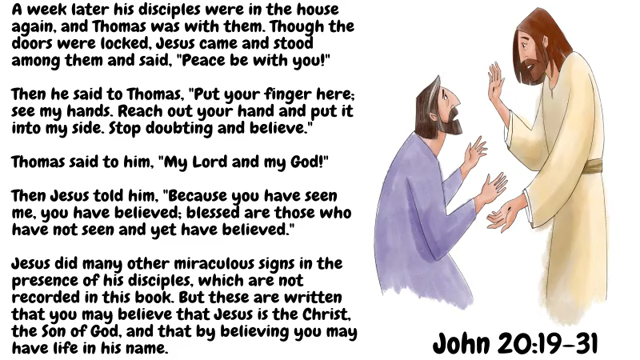 A week later his disciples were in the house
again, and Thomas was with them. Though the
doors were locked, Jesus came and stood
among them and said, "Peace be with you!"
Then he said to Thomas, "Put your finger here;
see my hands. Reach out your hand and put it
into my side. Stop doubting and believe."
Thomas said to him, "My Lord and my God!"
Then Jesus told him, "Because you have seen
me, you have believed; blessed are those who
have not seen and yet have believed."
Jesus did many other miraculous signs in the
presence of his disciples, which are not
recorded in this book. But these are written
that you may believe that Jesus is the Christ,
the Son of God, and that by believing you may
have life in his name.
John 20:19-31